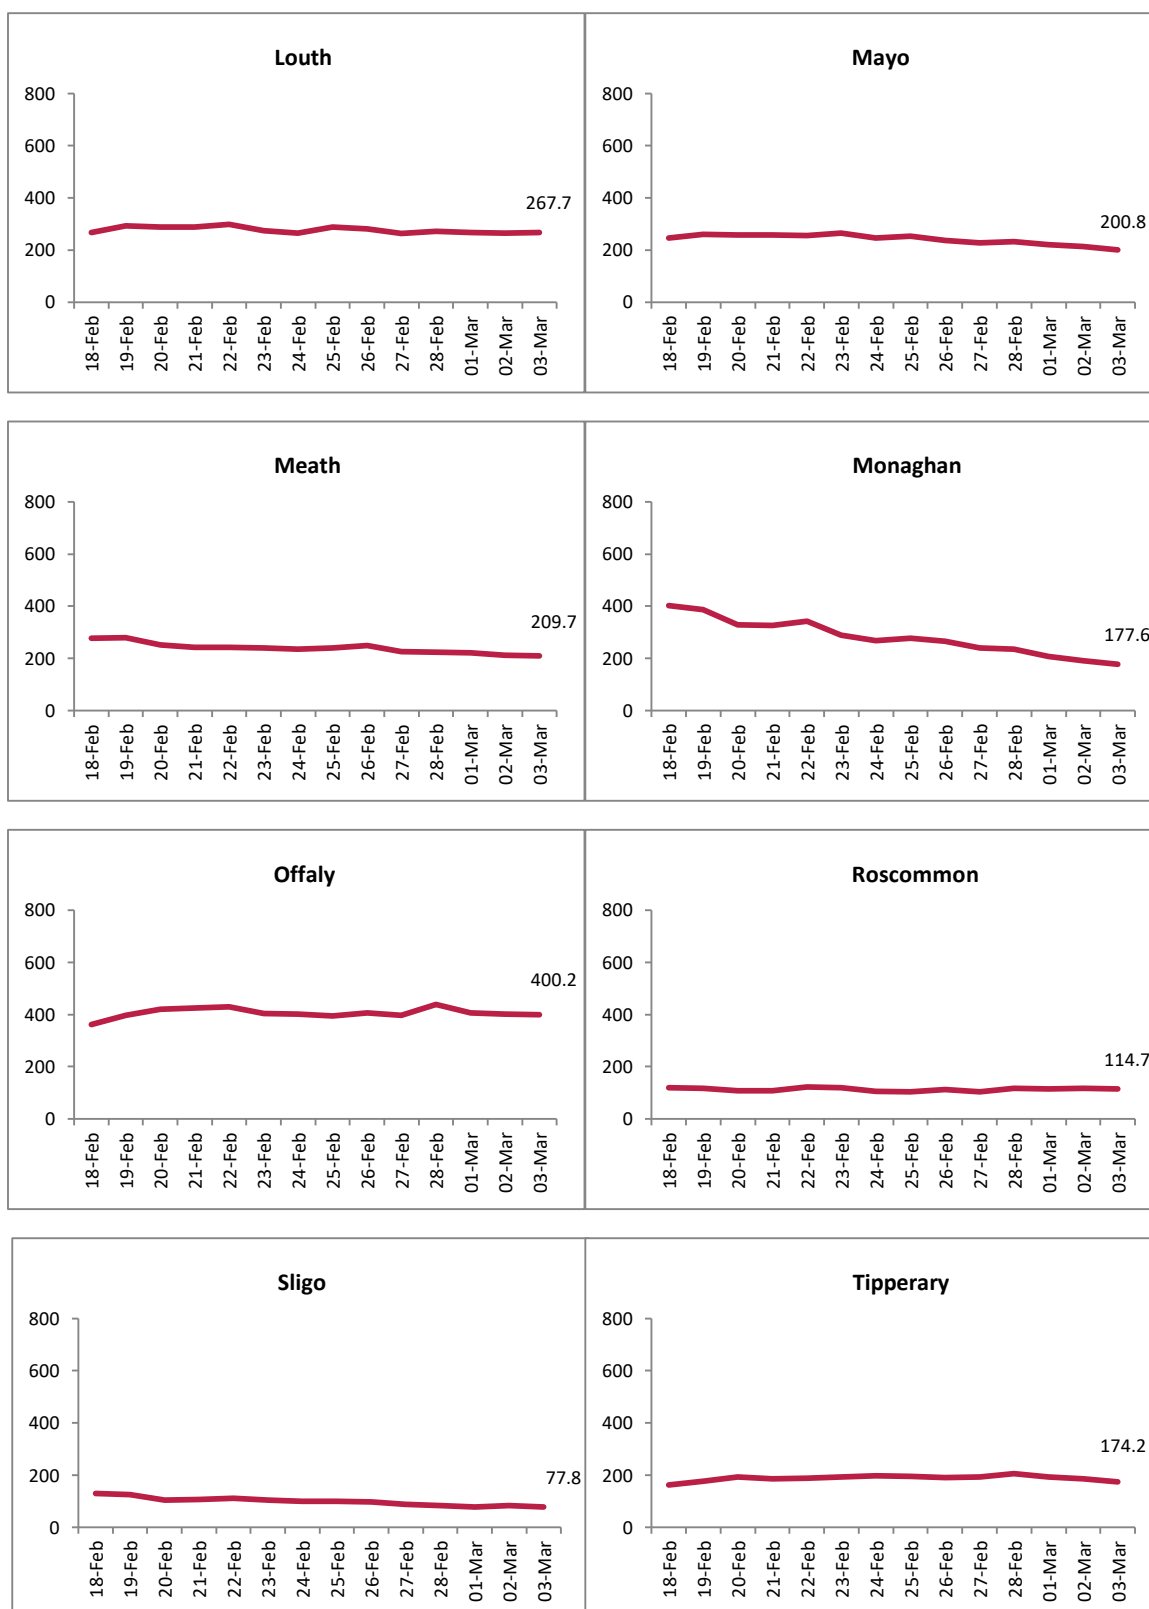 Louth
800
600
400
200
0
267.7
18-Feb
19-Feb
20-Feb
21-Feb
22-Feb
23-Feb
24-Feb
25-Feb
26-Feb
27-Feb
28-Feb
01-Mar
02-Mar
03-Mar
Mayo
800
600
400
200
0
200.8
18-Feb
19-Feb
20-Feb
21-Feb
22-Feb
23-Feb
24-Feb
25-Feb
26-Feb
27-Feb
28-Feb
01-Mar
02-Mar
03-Mar
Meath
800
600
400
200
0
209.7
18-Feb
19-Feb
20-Feb
21-Feb
22-Feb
23-Feb
24-Feb
25-Feb
26-Feb
27-Feb
28-Feb
01-Mar
02-Mar
03-Mar
Monaghan
800
600
400
200
0
177.6
18-Feb
19-Feb
20-Feb
21-Feb
22-Feb
23-Feb
24-Feb
25-Feb
26-Feb
27-Feb
28-Feb
01-Mar
02-Mar
03-Mar
Offaly
800
600
400
200
0
400.2
18-Feb
19-Feb
20-Feb
21-Feb
22-Feb
23-Feb
24-Feb
25-Feb
26-Feb
27-Feb
28-Feb
01-Mar
02-Mar
03-Mar
Roscommon
800
600
400
200
0
114.7
18-Feb
19-Feb
20-Feb
21-Feb
22-Feb
23-Feb
24-Feb
25-Feb
26-Feb
27-Feb
28-Feb
01-Mar
02-Mar
03-Mar
Sligo
800
600
400
200
0
77.8
18-Feb
19-Feb
20-Feb
21-Feb
22-Feb
23-Feb
24-Feb
25-Feb
26-Feb
27-Feb
28-Feb
01-Mar
02-Mar
03-Mar
Tipperary
800
600
400
200
0
174.2
18-Feb
19-Feb
20-Feb
21-Feb
22-Feb
23-Feb
24-Feb
25-Feb
26-Feb
27-Feb
28-Feb
01-Mar
02-Mar
03-Mar